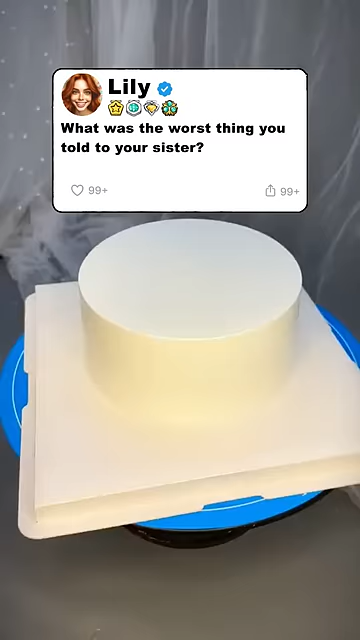 Lily
What was the worst thing you
told to your sister?
99+
99+